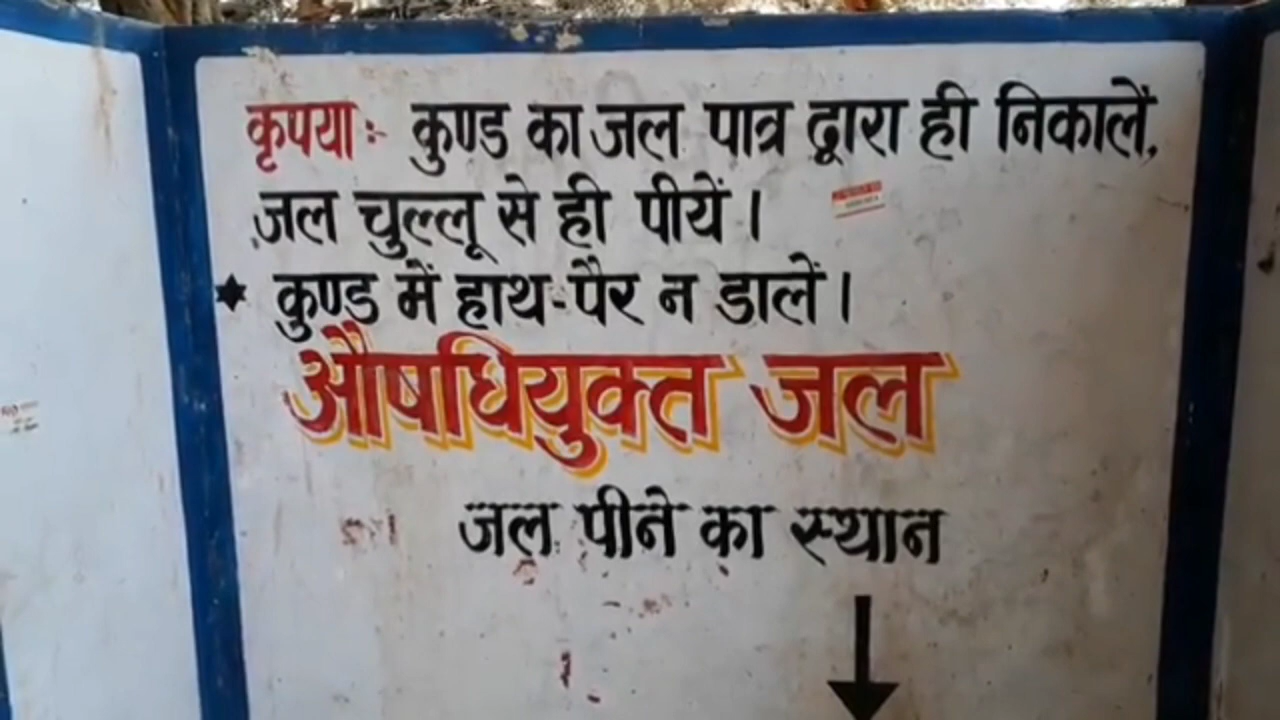 कृपयाः- कुण्ड का जल पात्र द्वारा ही निकालें,
जल चुल्लू से ही पीयें।
★ कुण्ड में हाथ-पैर न डालें।
औषधियुक्त जल
जल पीने का स्थान